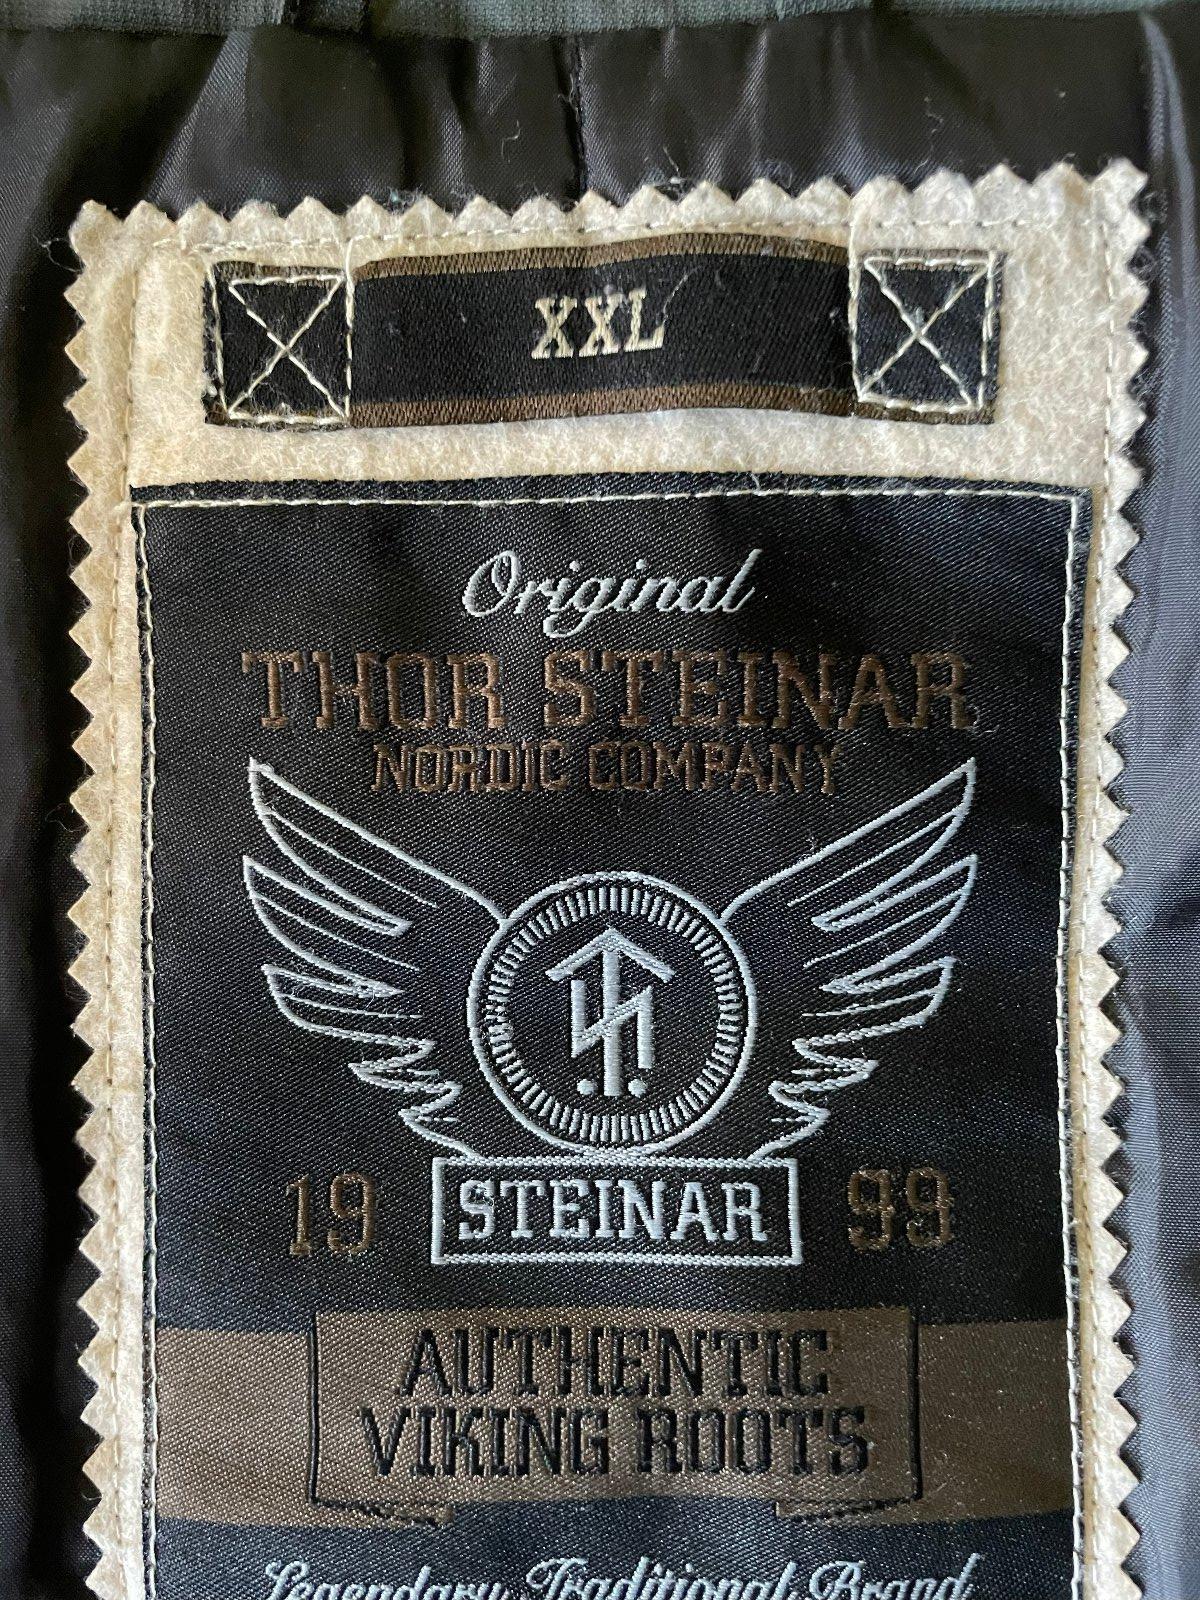 XXL
Original
THOR STEINAR
NORDIC COMPANY
19 STEINAR 99
AUTHENTIC
VIKING ROOTS
Legendary Traditional Brand